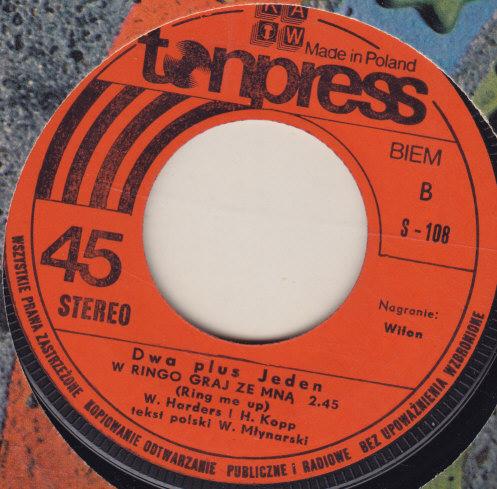 KATW
Made in Poland
tonpress
BIEM
B
S-108
45
STEREO
Nagranie:
Wifon
Dwa plus Jeden
W RINGO GRAJ ZE MNĄ 2.45
(Ring me up)
W. Harders i H. Kopp
tekst polski W. Młynarski
WSZYSTKIE PRAWA ZASTRZEŻONE KOPIOWANIE ODTWARZANIE PUBLICZNE i RADIOWE BEZ UPOWAŻNIENIA WZBRONIONE